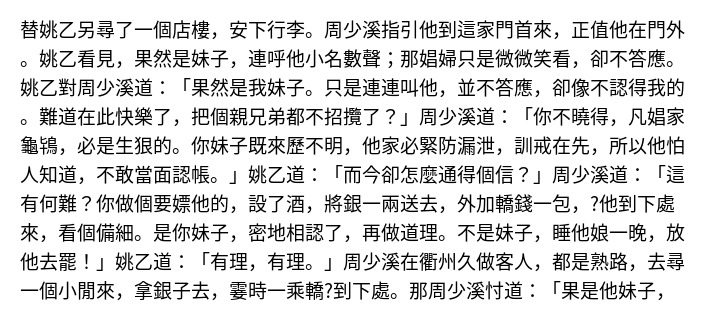 替姚乙另尋了一個店樓，安下行李。周少溪指引他到這家門首來，正值他在門外
。姚乙看見，果然是妹子，連呼他小名數聲；那娼婦只是微微笑看，卻不答應。
姚乙對周少溪道：「果然是我妹子。只是連連叫他，並不答應，卻像不認得我的
。難道在此快樂了，把個親兄弟都不招攬了？」周少溪道：「你不曉得，凡娼家
龜鴇，必是生狠的。你妹子既來歷不明，他家必緊防漏泄，訓戒在先，所以他怕
人知道，不敢當面認帳。」姚乙道：「而今卻怎麼通得個信？」周少溪道：「這
有何難？你做個要嫖他的，設了酒，將銀一兩送去，外加轎錢一包，?他到下處
來，看個備細。是你妹子，密地相認了，再做道理。不是妹子，睡他娘一晚，放
他去罷！」姚乙道：「有理，有理。」周少溪在衢州久做客人，都是熟路，去尋
一個小閒來，拿銀子去，霎時一乘轎?到下處。那周少溪忖道：「果是他妹子，